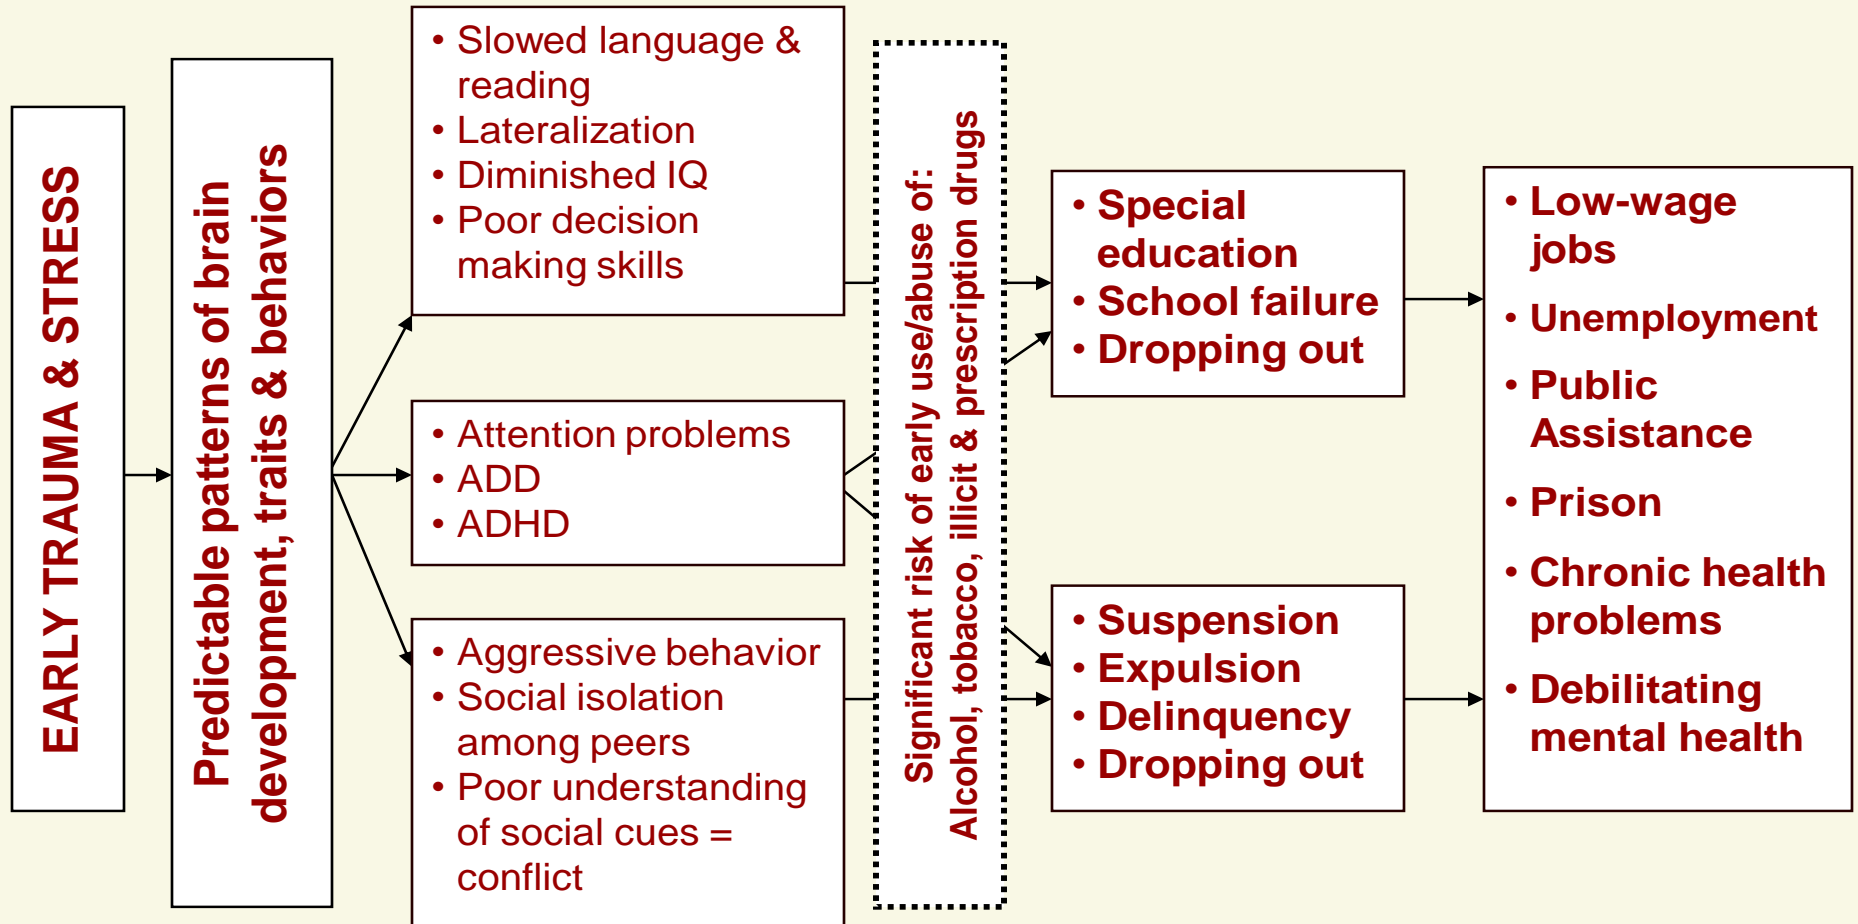 EARLY TRAUMA & STRESS
Predictable patterns of brain
development, traits & behaviors
• Slowed language &
reading
• Lateralization
• Diminished IQ
• Poor decision
making skills
• Attention problems
• ADD
• ADHD
• Aggressive behavior
• Social isolation
among peers
• Poor understanding
of social cues =
conflict
Significant risk of early use/abuse of:
Alcohol, tobacco, illicit & prescription drugs
• Special
education
• School failure
• Dropping out
• Suspension
• Expulsion
• Delinquency
• Dropping out
• Low-wage
jobs
• Unemployment
• Public
Assistance
• Prison
• Chronic health
problems
• Debilitating
mental health